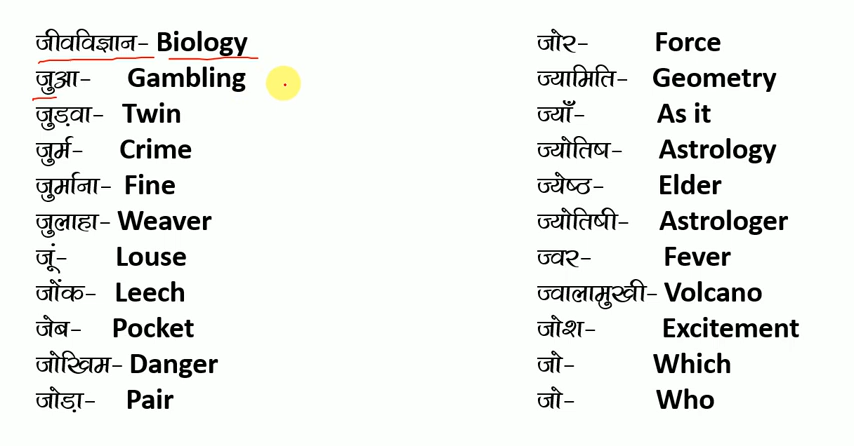 जीवविज्ञान- Biology
जुआ- Gambling
जुड़वा- Twin
जुर्म- Crime
जुर्माना- Fine
जुलाहा- Weaver
जूं- Louse
जोंक- Leech
जेब- Pocket
जोखिम- Danger
जोड़ा- Pair
जोर- Force
ज्यामिति- Geometry
ज्याँ- As it
ज्योतिष- Astrology
ज्येष्ठ- Elder
ज्योतिषी- Astrologer
ज्वर- Fever
ज्वालामुखी- Volcano
जोश- Excitement
जो- Which
जो- Who